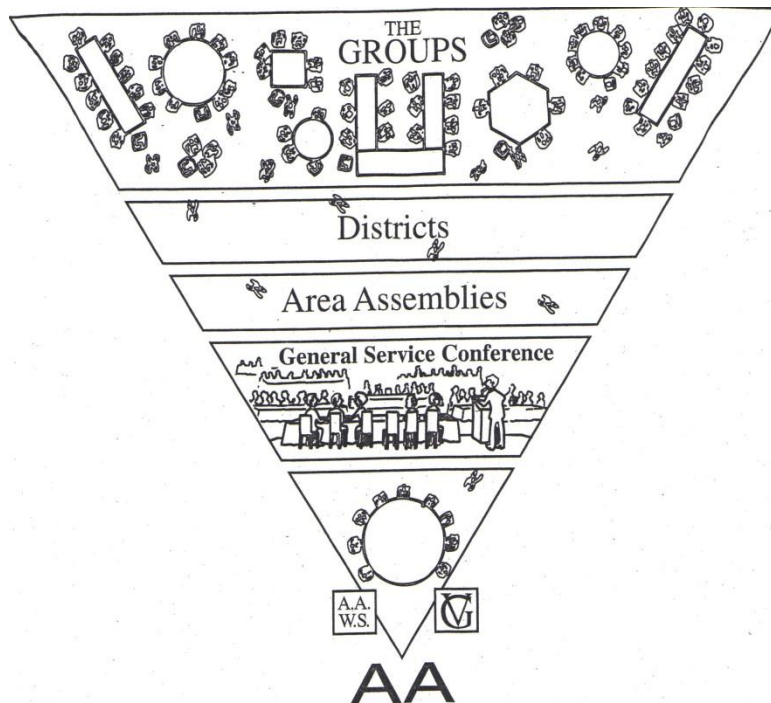 THE
GROUPS
Districts
Area Assemblies
General Service Conference
A.A.
W.S.
GV
AA